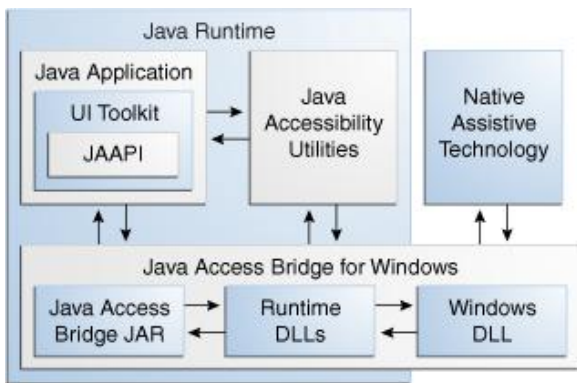 Java Runtime
Java Application
UI Toolkit
JAAPI
Java
Accessibility
Utilities
Native
Assistive
Technology
Java Access Bridge for Windows
Java Access
Bridge JAR
Runtime
DLLs
Windows
DLL